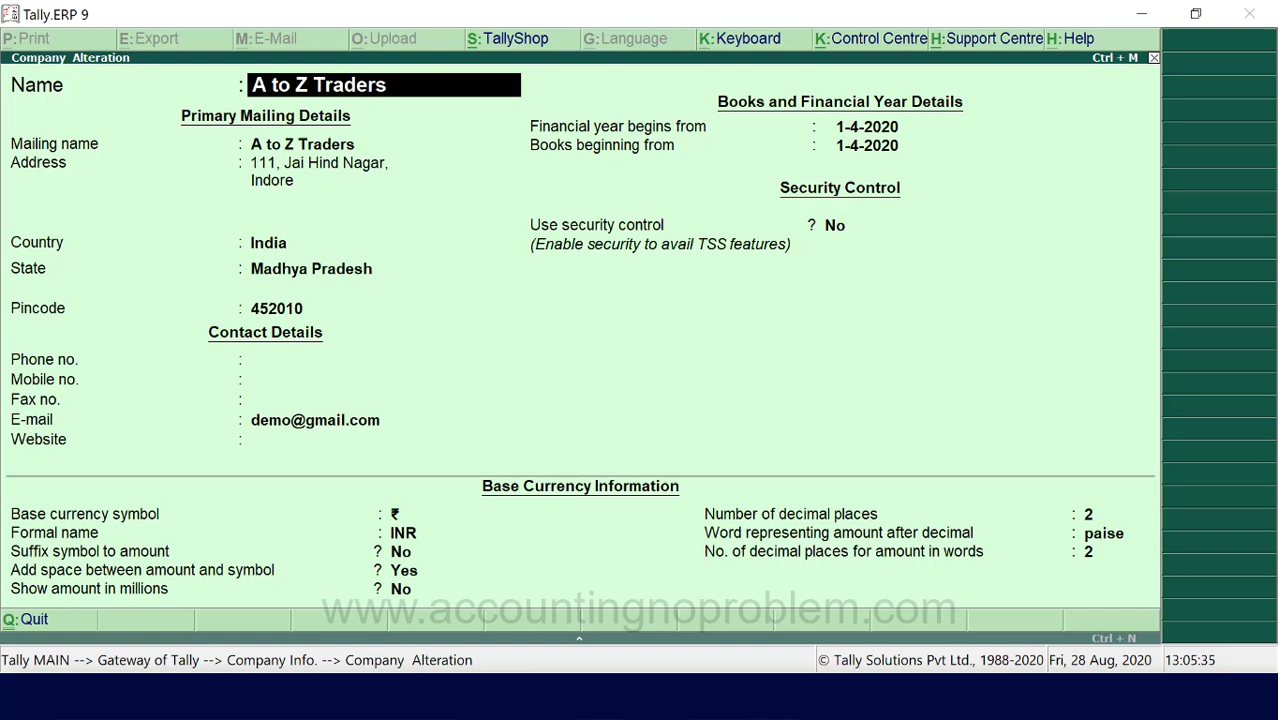 Tally.ERP 9
P:Print E:Export M:E-Mail O:Upload S:TallyShop G:Language K:Keyboard K:Control Centre H:Support Centre H:Help
Company Alteration Ctrl + M
Name : A to Z Traders
Primary Mailing Details
Mailing name : A to Z Traders
Address : 111, Jai Hind Nagar,
Indore
Country : India
State : Madhya Pradesh
Pincode : 452010
Contact Details
Phone no. :
Mobile no. :
Fax no. :
E-mail : demo@gmail.com
Website :
Books and Financial Year Details
Financial year begins from : 1-4-2020
Books beginning from : 1-4-2020
Security Control
Use security control ? No
(Enable security to avail TSS features)
Base Currency Information
Base currency symbol : ₹
Formal name : INR
Suffix symbol to amount ? No
Add space between amount and symbol ? Yes
Show amount in millions ? No
Number of decimal places : 2
Word representing amount after decimal : paise
No. of decimal places for amount in words : 2
www.accountingnoproblem.com
Q: Quit
Ctrl + N
Tally MAIN --> Gateway of Tally --> Company Info. --> Company Alteration © Tally Solutions Pvt Ltd., 1988-2020 Fri, 28 Aug, 2020 13:05:35